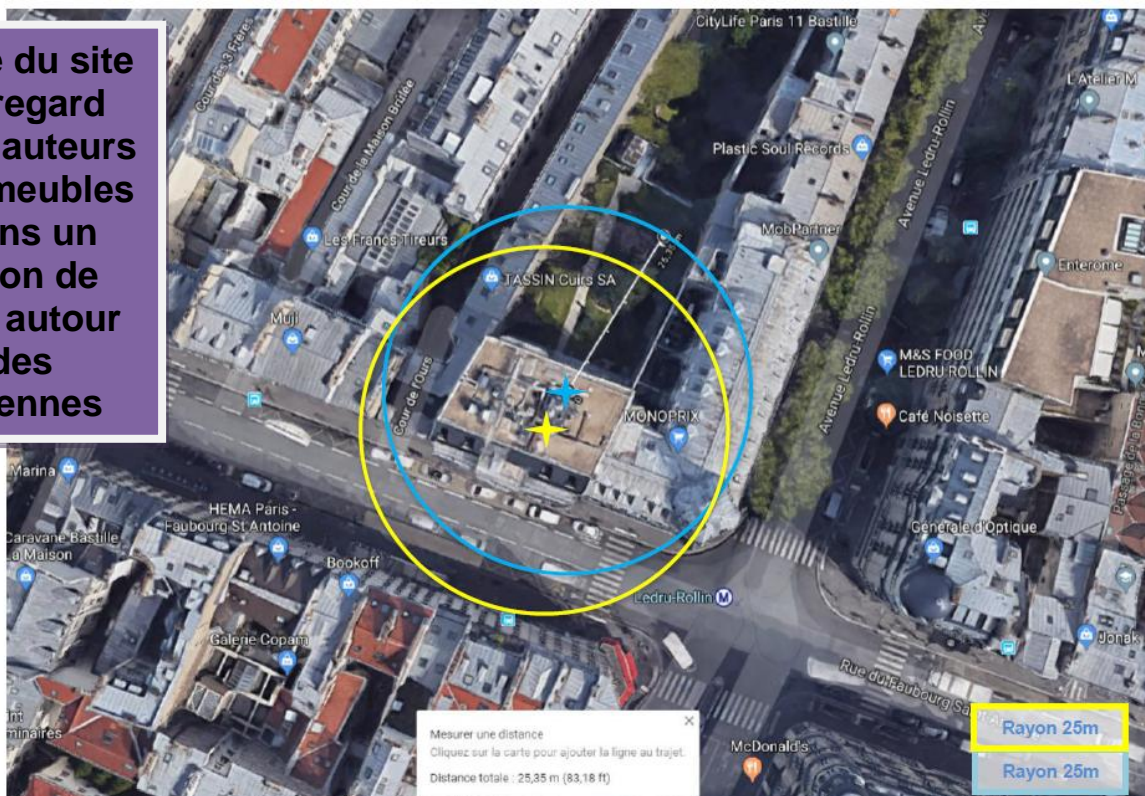 e du site
regard
auteurs
meubles
ns un
on de
autour
des
ennes
CityLife Paris 11 Bastille
L'Atelier M
Cour des 3 Frères
Cour de la Maison Brûlée
Plastic Soul Records
Avenue Ledru-Rollin
Les Francs Tireurs
MobPartner
Enterome
TASSIN Cuirs SA
Muji
M&S FOOD
LEDRU ROLLIN
Avenue Ledru-Rollin
Cour de l'Ours
MONOPRIX
Café Noisette
Marina
HEMA Paris -
Faubourg St Antoine
Caravane Bastille
La Maison
Bookoff
Générale d'Optique
Ledru-Rollin M
Galerie Copam
Jonak
Rue du Faubourg
minaires
McDonald's
Mesurer une distance
Cliquez sur la carte pour ajouter la ligne au trajet.
Distance totale : 25,35 m (83,18 ft)
Rayon 25m
Rayon 25m